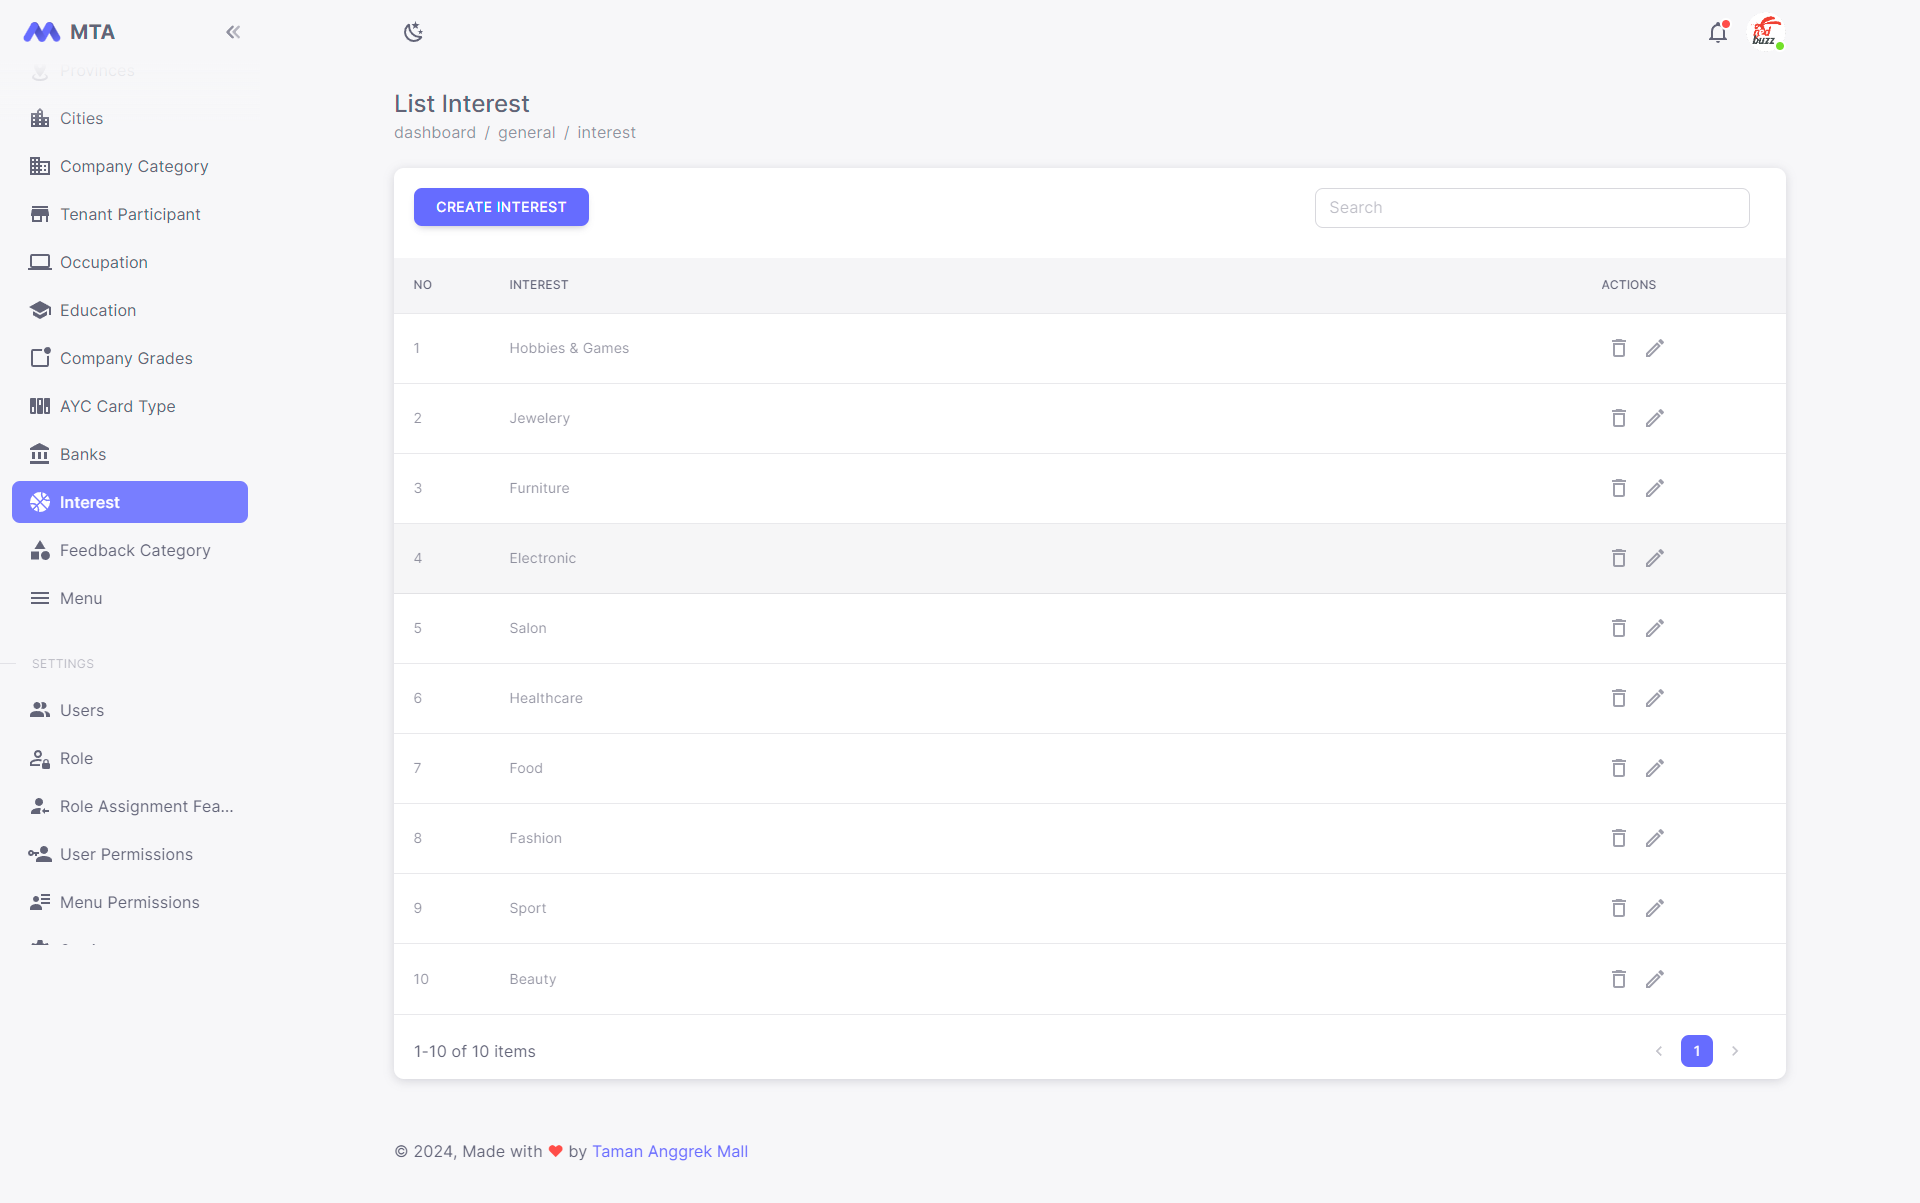 MTA
Provinces
Cities
Company Category
Tenant Participant
Occupation
Education
Company Grades
AYC Card Type
Banks
Interest
Feedback Category
Menu
SETTINGS
Users
Role
Role Assignment Fea...
User Permissions
Menu Permissions
buzz
List Interest
dashboard / general / interest
CREATE INTEREST
Search
NO INTEREST ACTIONS
1 Hobbies & Games
2 Jewelery
3 Furniture
4 Electronic
5 Salon
6 Healthcare
7 Food
8 Fashion
9 Sport
10 Beauty
1-10 of 10 items
1
© 2024, Made with ❤ by Taman Anggrek Mall